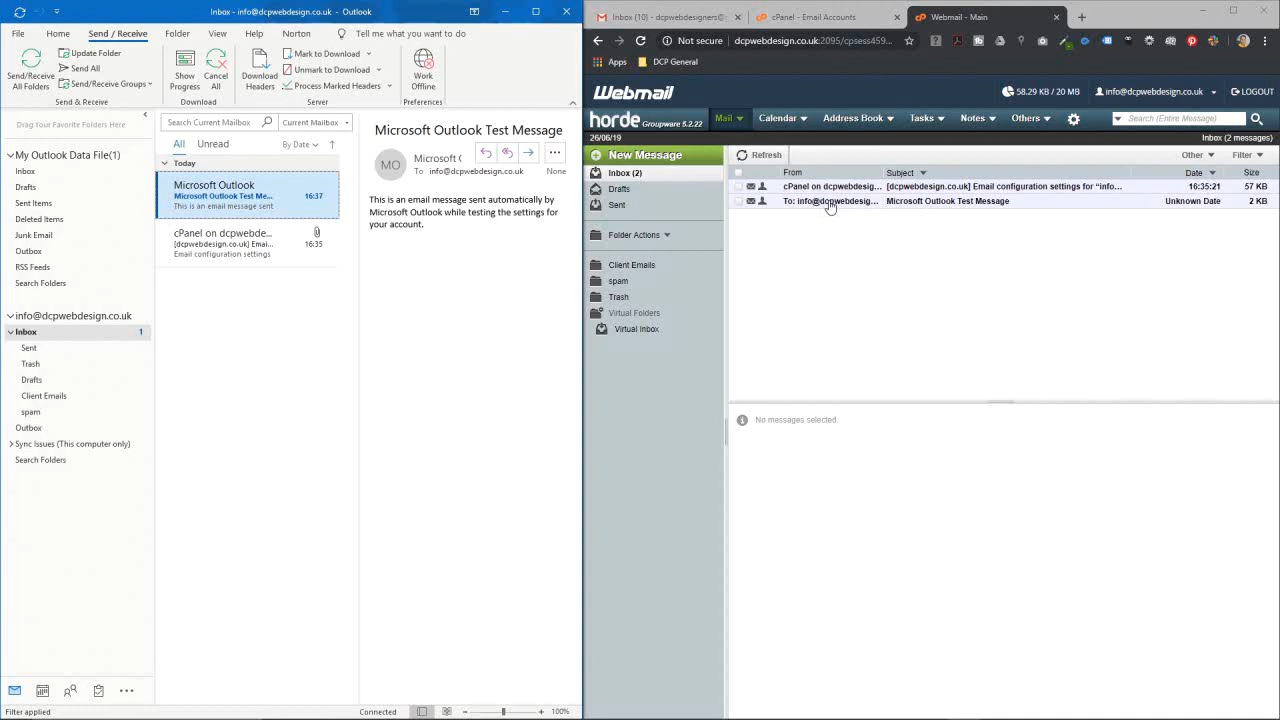 Inbox - info@dcpwebdesign.co.uk - Outlook
File Home Send / Receive Folder View Help Norton Tell me what you want to do
Send/Receive
All Folders
Update Folder
Send All
Send/Receive Groups
Send & Receive
Show
Progress
Cancel
All
Download
Download
Headers
Mark to Download
Unmark to Download
Process Marked Headers
Server
Work
Offline
Preferences
Drag Your Favorite Folders Here
My Outlook Data File(1)
Inbox
Drafts
Sent Items
Deleted Items
Junk Email
Outbox
RSS Feeds
Search Folders
info@dcpwebdesign.co.uk
Inbox 1
Sent
Trash
Drafts
Client Emails
spam
Outbox
Sync Issues (This computer only)
Search Folders
Filter applied
Search Current Mailbox Current Mailbox
All Unread By Date
Today
Microsoft Outlook
Microsoft Outlook Test Me... 16:37
This is an email message sent
cPanel on dcpwebde...
[dcpwebdesign.co.uk] Emai... 16:35
Email configuration settings
Microsoft Outlook Test Message
MO
Microsoft (
To info@dcpwebdesign.co.uk None
This is an email message sent automatically by
Microsoft Outlook while testing the settings for
your account.
Connected 100%
Inbox (10) - dcpwebdesigners@ cPanel - Email Accounts Webmail - Main
Not secure dcpwebdesign.co.uk:2095/cpsess459...
Apps DCP General
Webmail 58.29 KB / 20 MB info@dcpwebdesign.co.uk LOGOUT
horde Groupware 5.2.22 Mail Calendar Address Book Tasks Notes Others Search (Entire Message)
26/06/19 Inbox (2 messages)
New Message
Inbox (2)
Drafts
Sent
Folder Actions
Client Emails
spam
Trash
Virtual Folders
Virtual Inbox
Refresh Other Filter
From Subject Date Size
cPanel on dcpwebdesig... [dcpwebdesign.co.uk] Email configuration settings for “info... 16:35:21 57 KB
To: info@dcpwebdesig... Microsoft Outlook Test Message Unknown Date 2 KB
No messages selected.